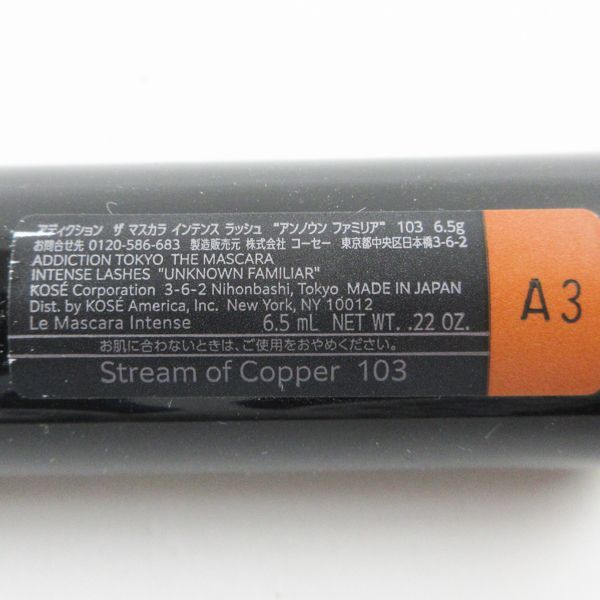 アディクション ザ マスカラ インテンス ラッシュ "アンノウン ファミリア" 103 6.5g
お問合せ先 0120-586-683 製造販売元 株式会社 コーセー 東京都中央区日本橋3-6-2
ADDICTION TOKYO THE MASCARA
INTENSE LASHES "UNKNOWN FAMILIAR"
KOSÉ Corporation 3-6-2 Nihonbashi, Tokyo MADE IN JAPAN
Dist. by KOSÉ America, Inc. New York, NY 10012
Le Mascara Intense 6.5 mL NET WT. .22 OZ.
お肌に合わないときは、ご使用をおやめください。
Stream of Copper 103
A3